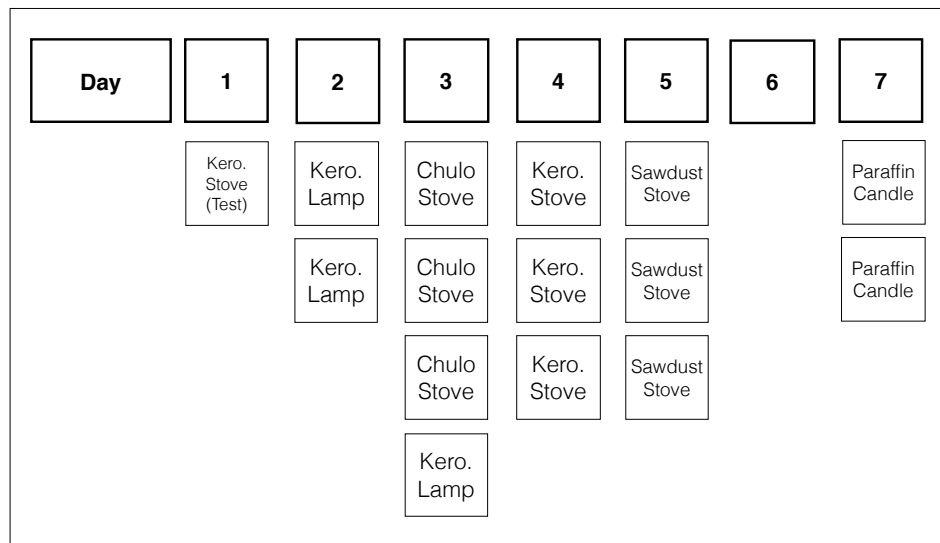 Day 1 2 3 4 5 6 7
Kero. Stove (Test) Kero. Lamp Chulo Stove Kero. Stove Sawdust Stove Paraffin Candle
Kero. Lamp Chulo Stove Kero. Stove Sawdust Stove Paraffin Candle
Chulo Stove Kero. Stove Sawdust Stove
Kero. Lamp